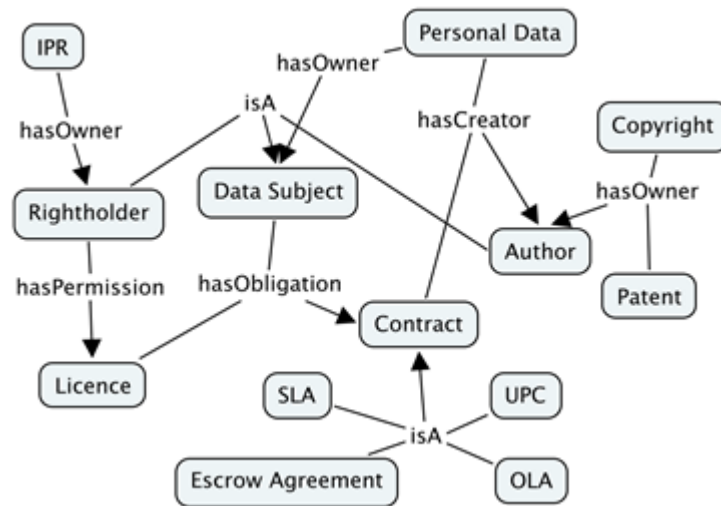 Personal Data
IPR
hasOwner
isA
hasCreator
Copyright
hasOwner
Data Subject
hasOwner
Rightholder
Author
hasPermission
hasObligation
Patent
Contract
Licence
SLA
UPC
isA
Escrow Agreement
OLA